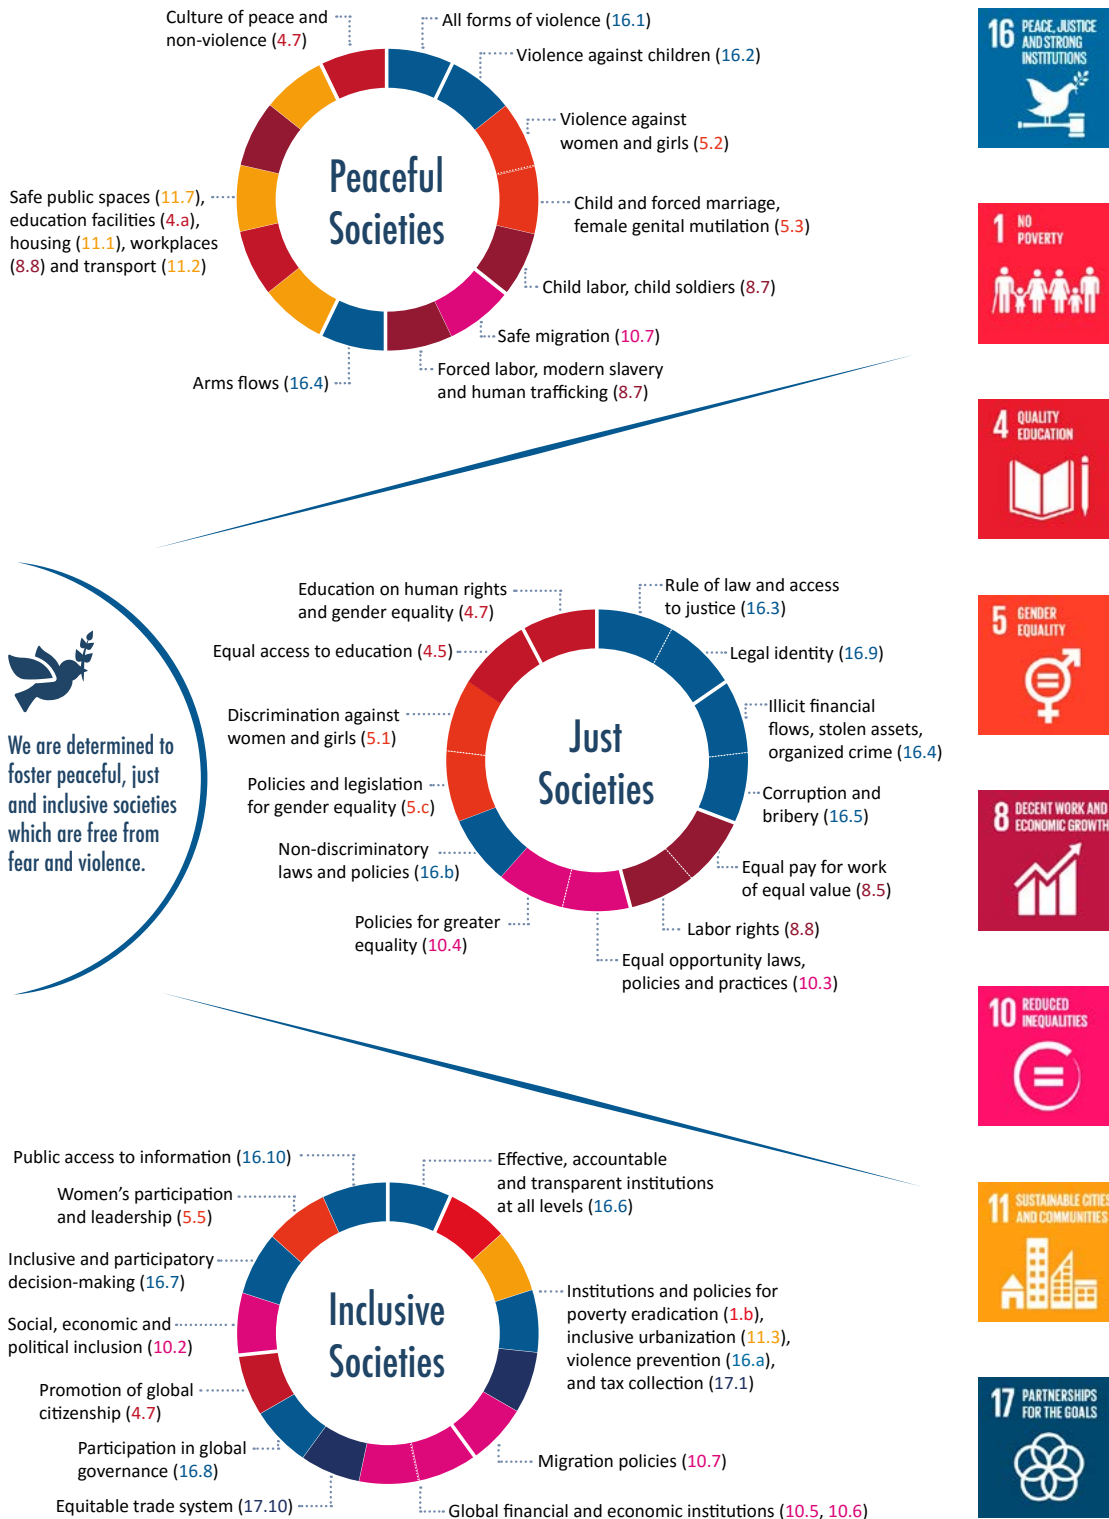 Culture of peace and
non-violence (4.7)
All forms of violence (16.1)
Violence against children (16.2)
Violence against
women and girls (5.2)
Child and forced marriage,
female genital mutilation (5.3)
Child labor, child soldiers (8.7)
Safe migration (10.7)
Forced labor, modern slavery
and human trafficking (8.7)
Arms flows (16.4)
Safe public spaces (11.7),
education facilities (4.a),
housing (11.1), workplaces
(8.8) and transport (11.2)
Peaceful
Societies
We are determined to
foster peaceful, just
and inclusive societies
which are free from
fear and violence.
Education on human rights
and gender equality (4.7)
Rule of law and access
to justice (16.3)
Legal identity (16.9)
Illicit financial
flows, stolen assets,
organized crime (16.4)
Corruption and
bribery (16.5)
Equal pay for work
of equal value (8.5)
Labor rights (8.8)
Equal opportunity laws,
policies and practices (10.3)
Policies for greater
equality (10.4)
Non-discriminatory
laws and policies (16.b)
Policies and legislation
for gender equality (5.c)
Discrimination against
women and girls (5.1)
Equal access to education (4.5)
Just
Societies
Public access to information (16.10)
Effective, accountable
and transparent institutions
at all levels (16.6)
Institutions and policies for
poverty eradication (1.b),
inclusive urbanization (11.3),
violence prevention (16.a),
and tax collection (17.1)
Migration policies (10.7)
Global financial and economic institutions (10.5, 10.6)
Equitable trade system (17.10)
Participation in global
governance (16.8)
Promotion of global
citizenship (4.7)
Social, economic and
political inclusion (10.2)
Inclusive and participatory
decision-making (16.7)
Women's participation
and leadership (5.5)
Inclusive
Societies
16 PEACE, JUSTICE
AND STRONG
INSTITUTIONS
1 NO
POVERTY
4 QUALITY
EDUCATION
5 GENDER
EQUALITY
8 DECENT WORK AND
ECONOMIC GROWTH
10 REDUCED
INEQUALITIES
11 SUSTAINABLE CITIES
AND COMMUNITIES
17 PARTNERSHIPS
FOR THE GOALS